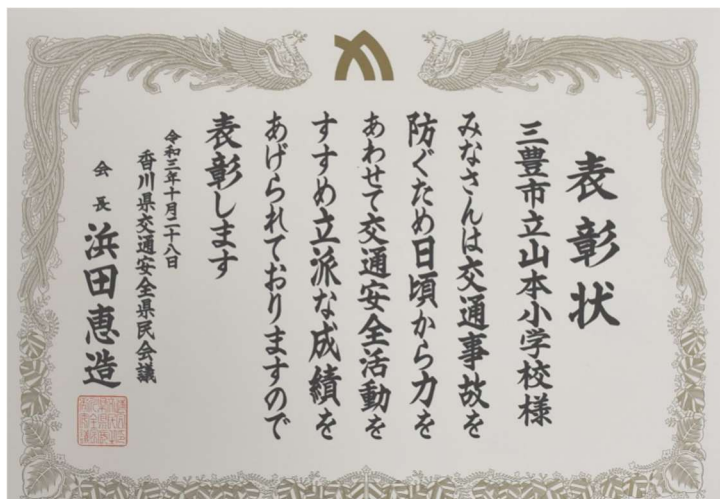 表彰状
三豊市立山本小学校様
みなさんは交通事故を
防ぐため日頃から力を
あわせて交通安全活動を
すすめ立派な成績を
あげられておりますので
表彰します
令和三年十月二十八日
香川県交通安全県民会議
会長 浜田恵造